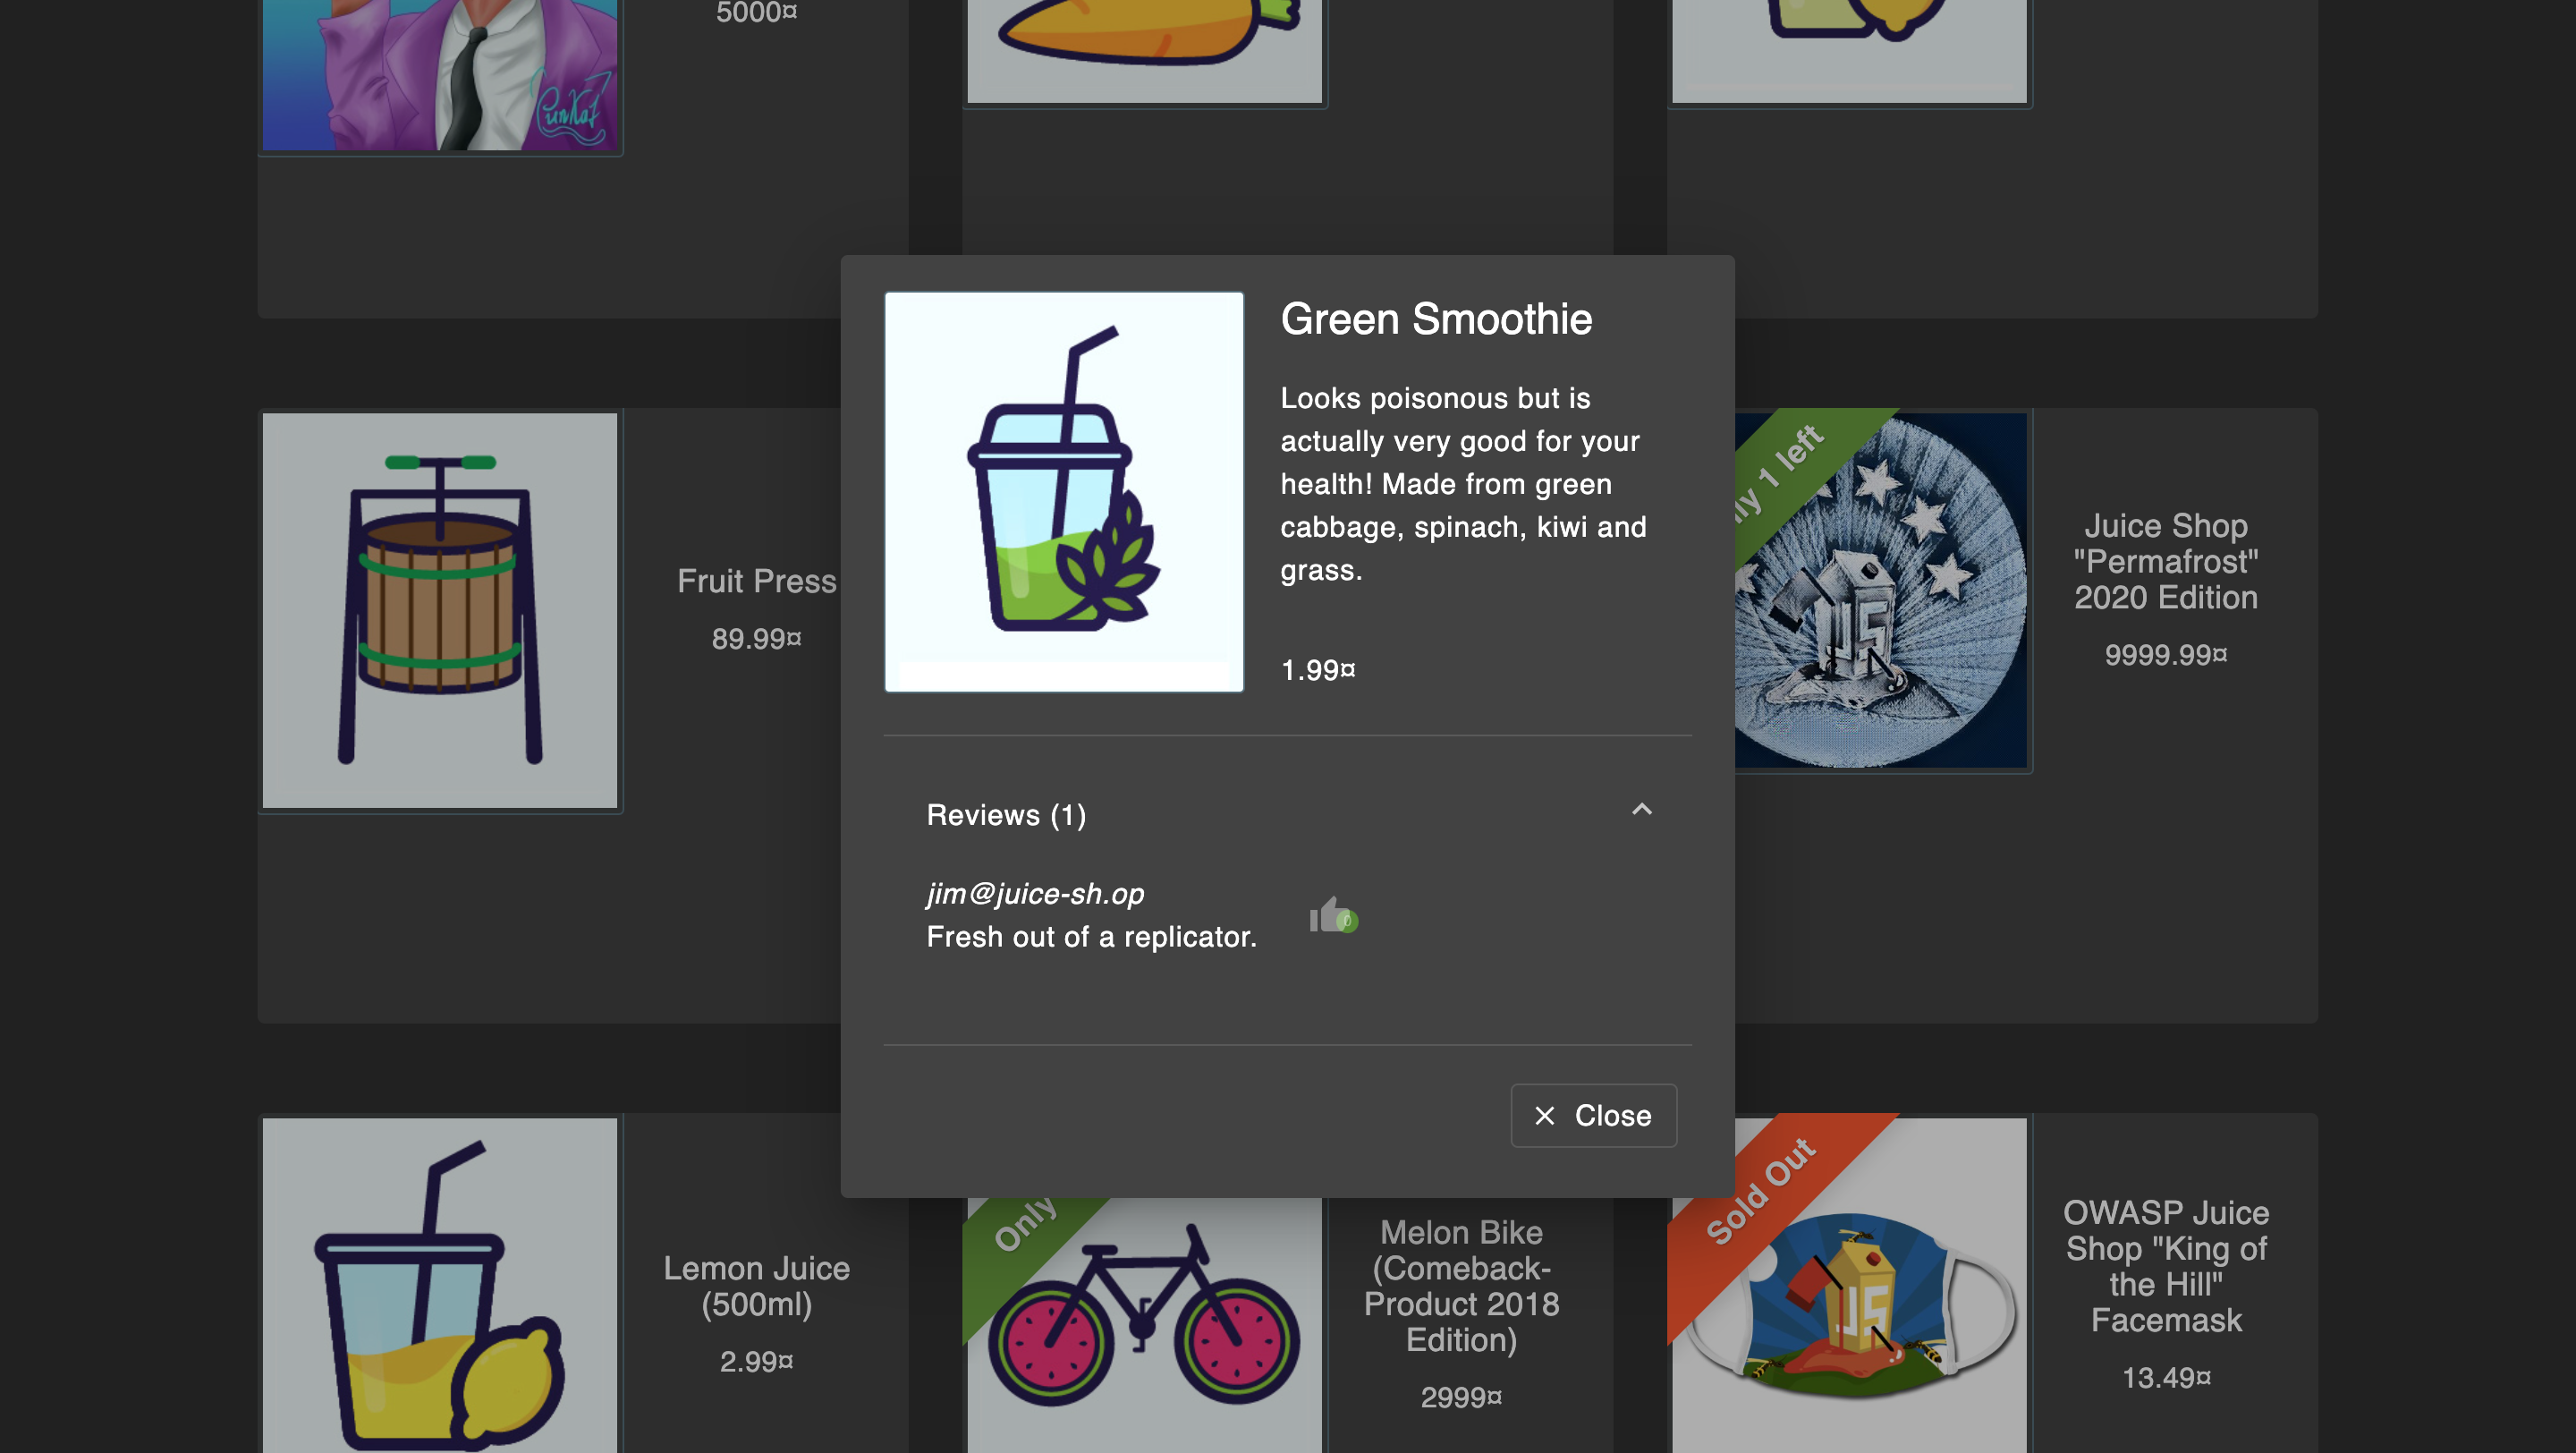 5000¤
CunKat
Green Smoothie
Looks poisonous but is
actually very good for your
health! Made from green
cabbage, spinach, kiwi and
grass.
1.99¤
Reviews (1)
jim@juice-sh.op
Fresh out of a replicator.
0
Close
Fruit Press
89.99¤
1 left
JS
Juice Shop
"Permafrost"
2020 Edition
9999.99¤
Lemon Juice
(500ml)
2.99¤
Only
Melon Bike
(Comeback-
Product 2018
Edition)
2999¤
Sold Out
JS
OWASP Juice
Shop "King of
the Hill"
Facemask
13.49¤